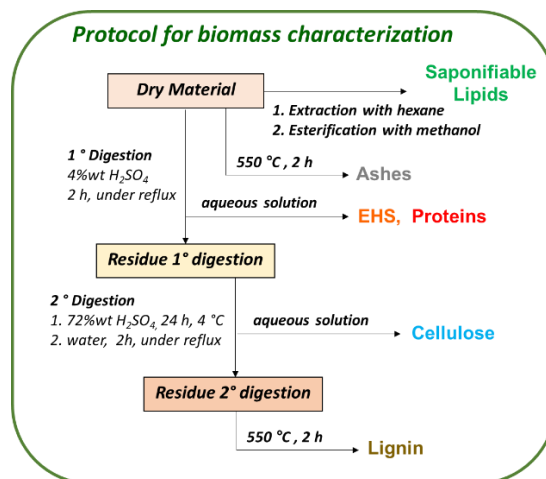 Protocol for biomass characterization
Dry Material
Saponifiable
Lipids
1. Extraction with hexane
2. Esterification with methanol
1 ° Digestion
4%wt H2SO4
2 h, under reflux
550 °C , 2 h
Ashes
aqueous solution
EHS, Proteins
Residue 1° digestion
2 ° Digestion
1. 72%wt H2SO4, 24 h, 4 °C
2. water, 2h, under reflux
aqueous solution
Cellulose
Residue 2° digestion
550 °C , 2 h
Lignin